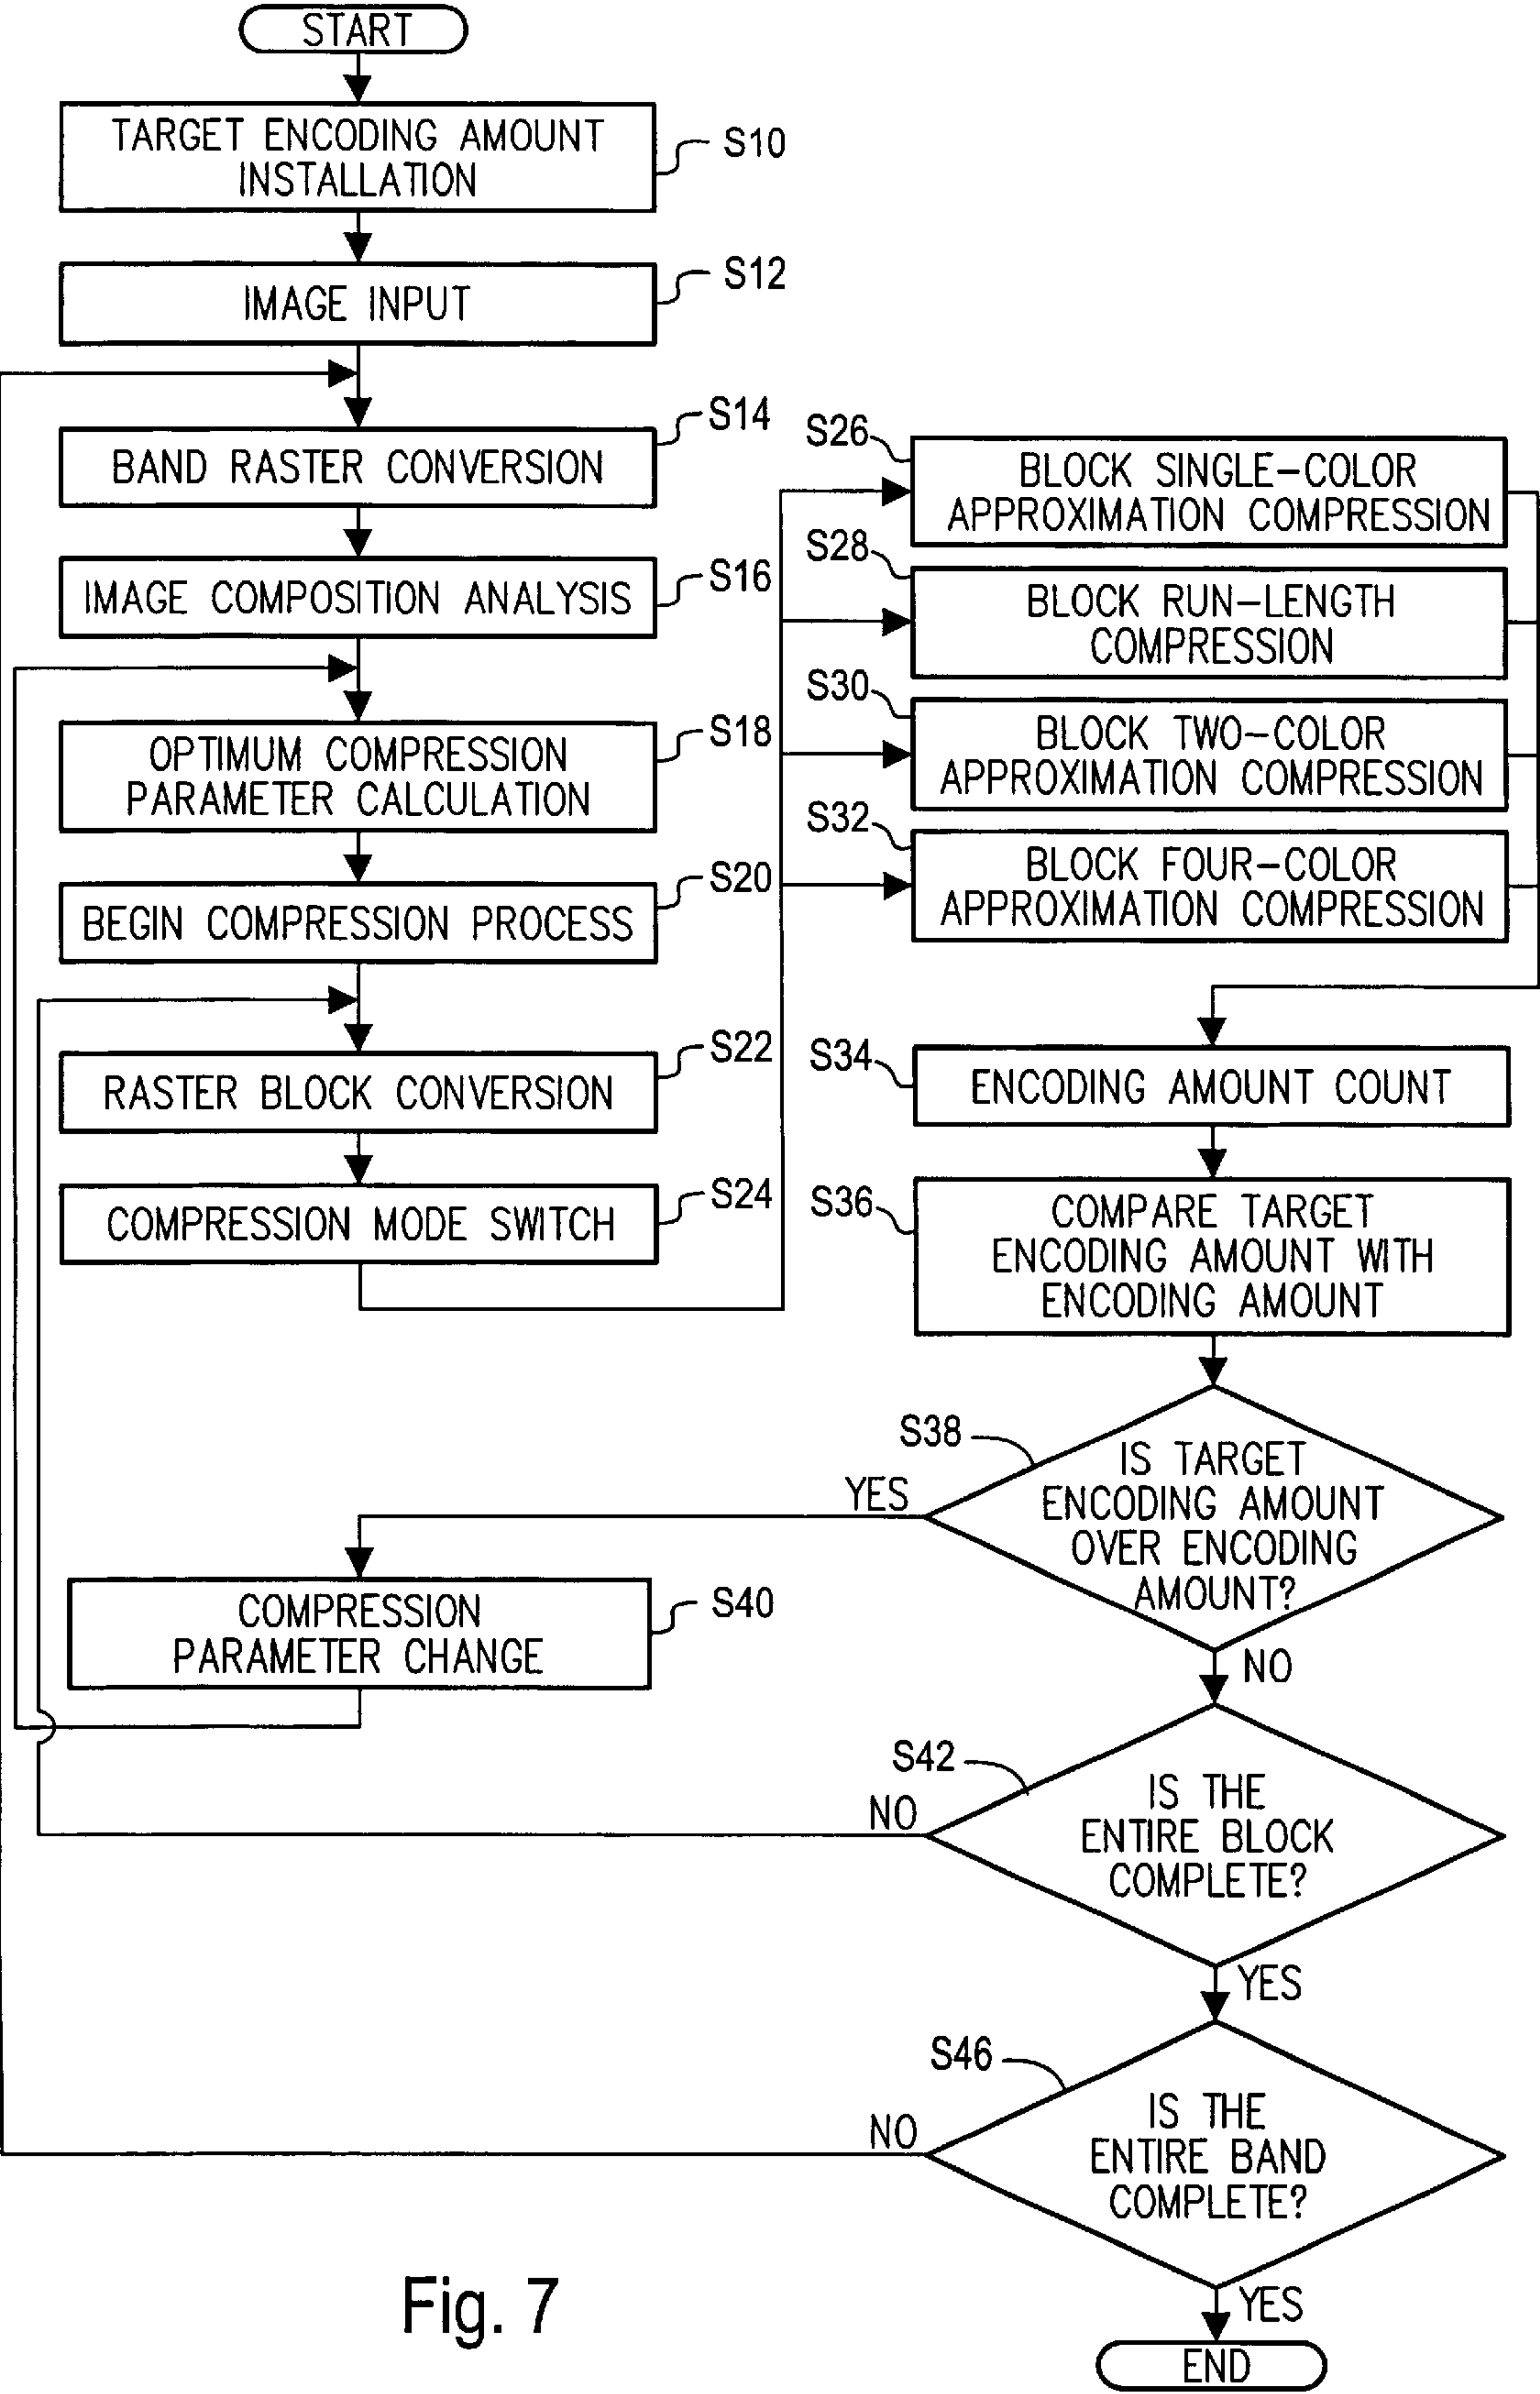 START
TARGET ENCODING AMOUNT
INSTALLATION
S10
IMAGE INPUT
S12
BAND RASTER CONVERSION
S14
IMAGE COMPOSITION ANALYSIS
S16
OPTIMUM COMPRESSION
PARAMETER CALCULATION
S18
BEGIN COMPRESSION PROCESS
S20
RASTER BLOCK CONVERSION
S22
COMPRESSION MODE SWITCH
S24
S26
BLOCK SINGLE-COLOR
APPROXIMATION COMPRESSION
S28
BLOCK RUN-LENGTH
COMPRESSION
S30
BLOCK TWO-COLOR
APPROXIMATION COMPRESSION
S32
BLOCK FOUR-COLOR
APPROXIMATION COMPRESSION
S34
ENCODING AMOUNT COUNT
S36
COMPARE TARGET
ENCODING AMOUNT WITH
ENCODING AMOUNT
S38
IS TARGET
ENCODING AMOUNT
OVER ENCODING
AMOUNT?
YES
COMPRESSION
PARAMETER CHANGE
S40
NO
S42
IS THE
ENTIRE BLOCK
COMPLETE?
NO
YES
S46
IS THE
ENTIRE BAND
COMPLETE?
NO
YES
END
Fig. 7